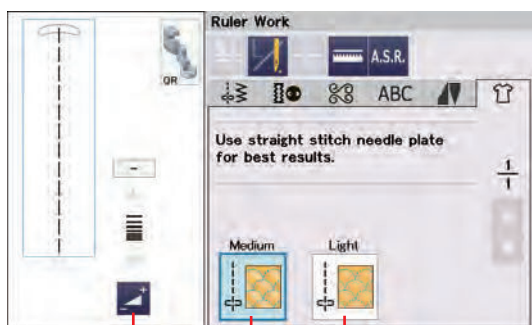 Ruler Work
QR
A.S.R.
ABC
Use straight stitch needle plate
for best results.
1
1
Medium
Light